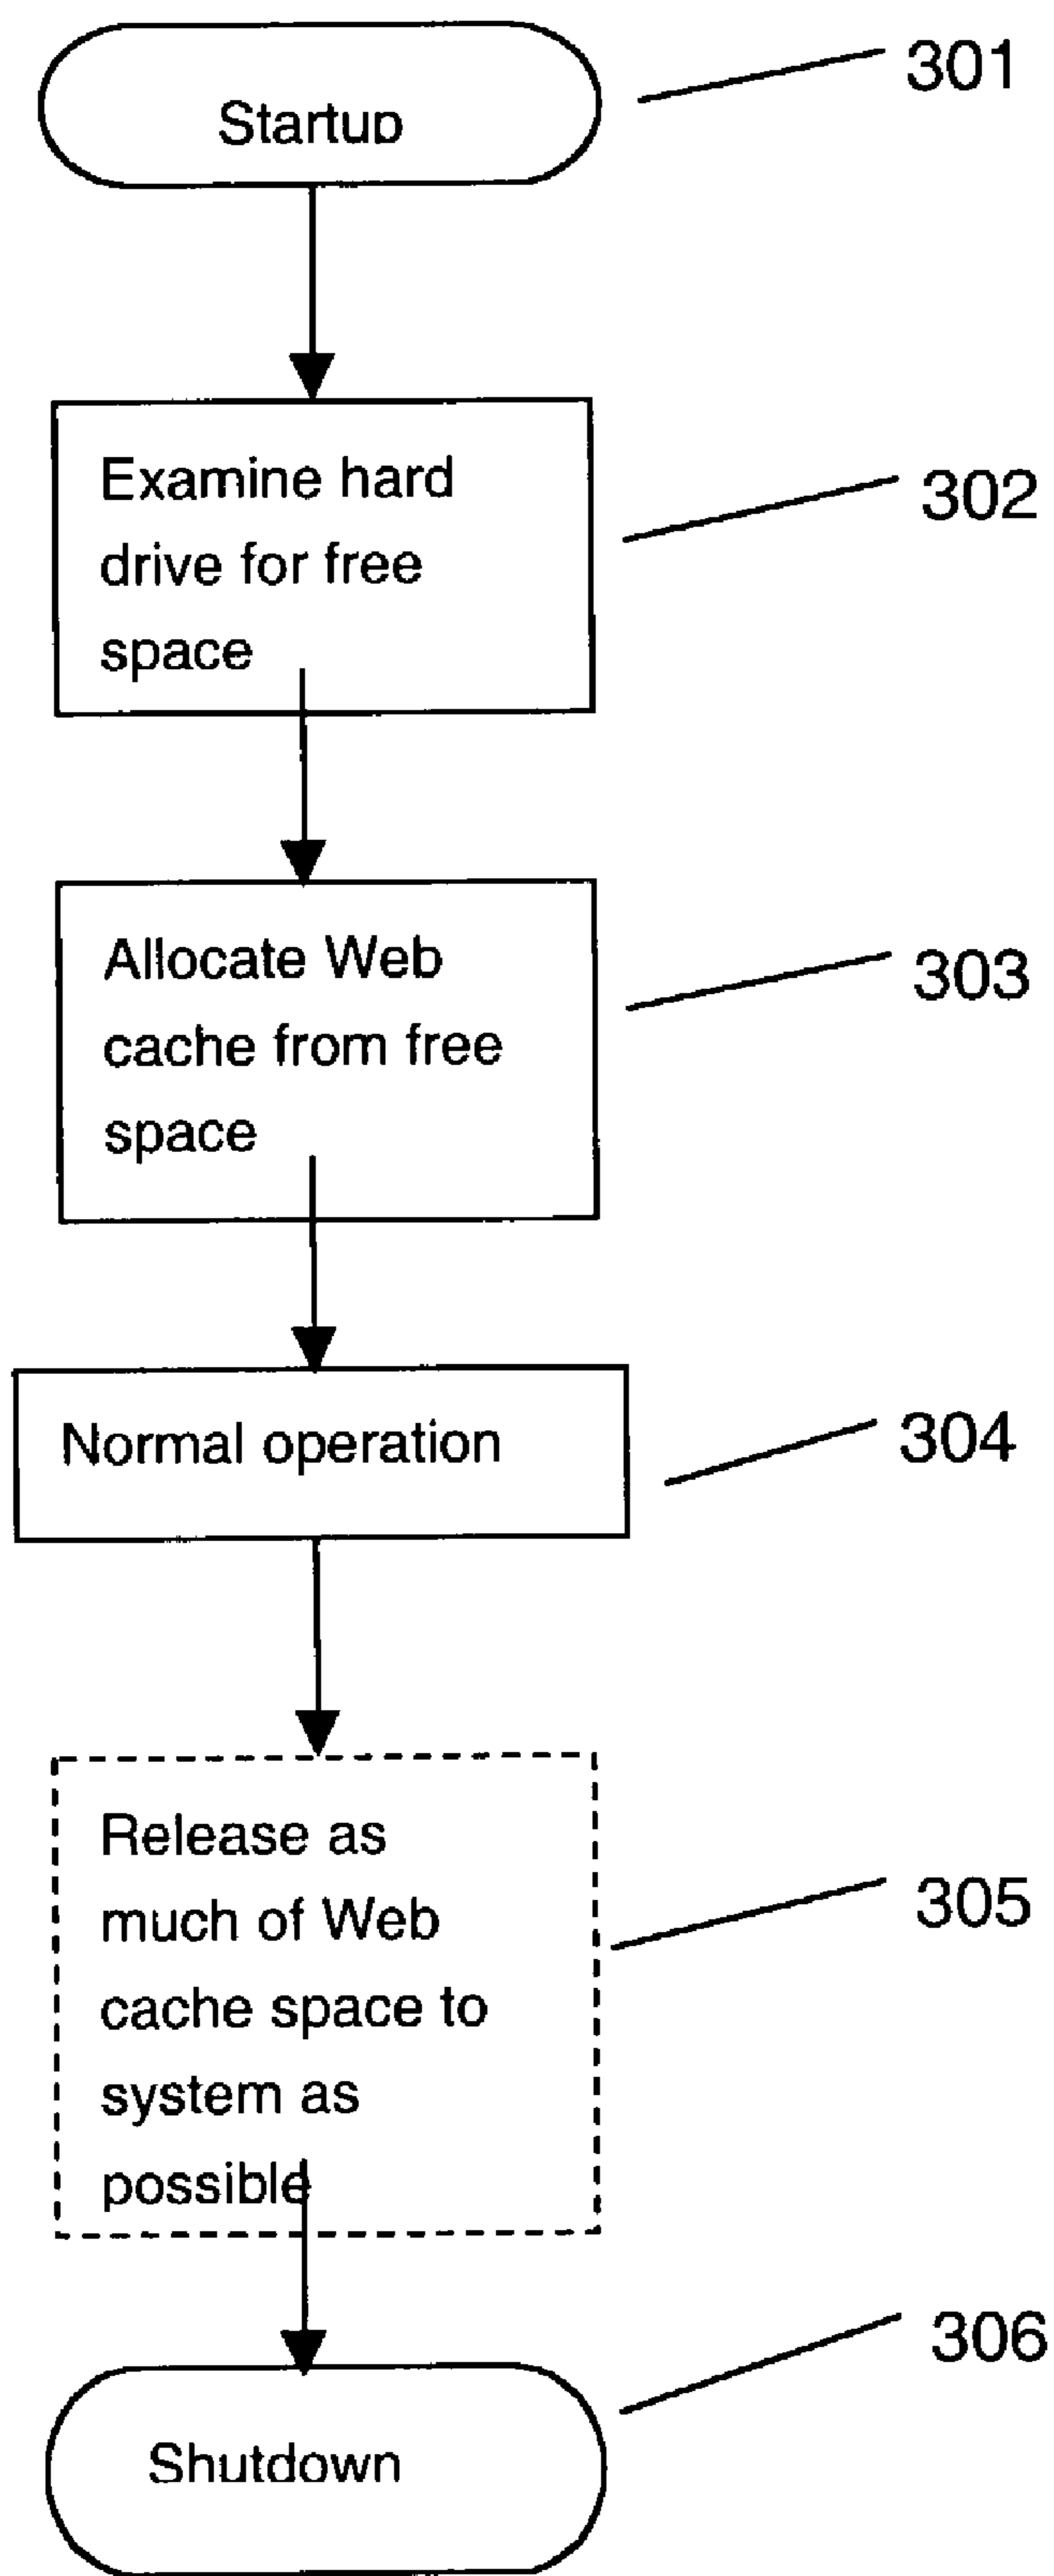 Startup
301
Examine hard
drive for free
space
302
Allocate Web
cache from free
space
303
Normal operation
304
Release as
much of Web
cache space to
system as
possible
305
306
Shutdown